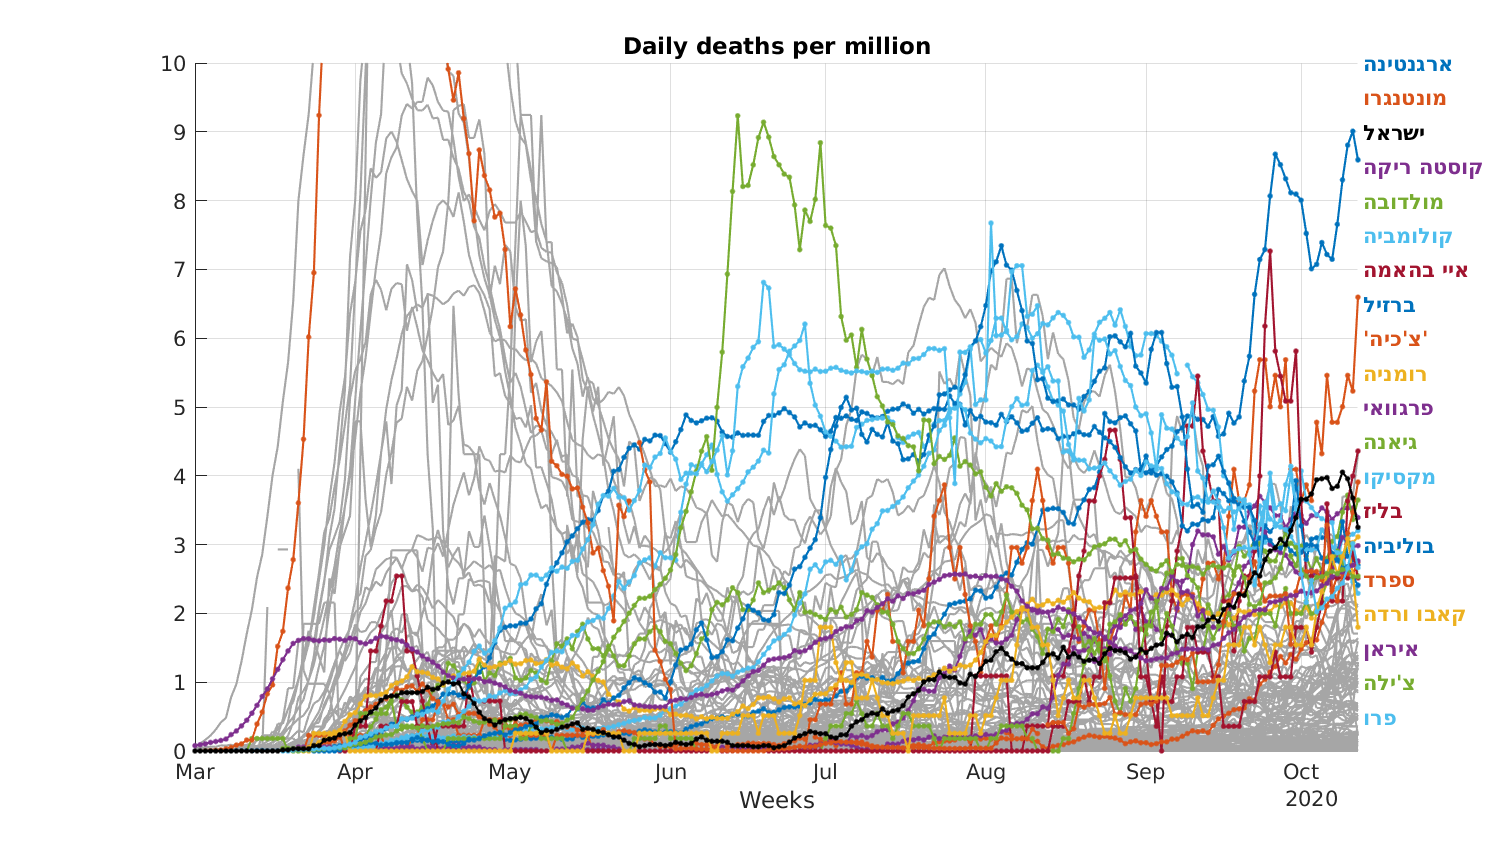 Daily deaths per million
10
9
8
7
6
5
4
3
2
1
0
Mar Apr May Jun Jul Aug Sep Oct
2020
Weeks
ארגנטינה
מונטנגרו
ישראל
קוסטה ריקה
מולדובה
קולומביה
איי בהאמה
ברזיל
צ'כיה'
רומניה
פרגוואי
גיאנה
מקסיקו
בליז
בוליביה
ספרד
קאבו ורדה
איראן
צ'ילה
פרו